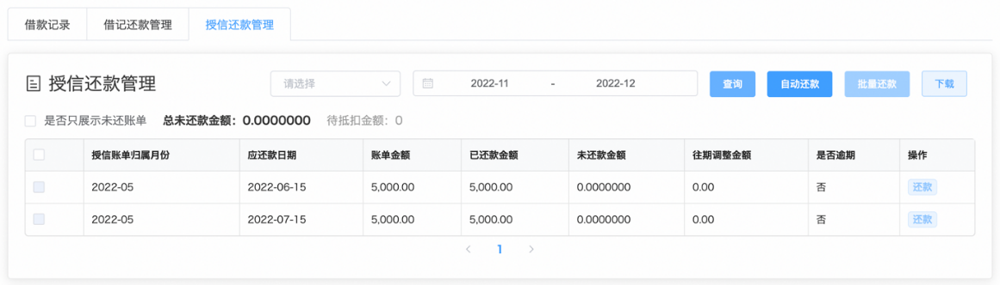 借款记录 借记还款管理 授信还款管理
授信还款管理 请选择 2022-11 - 2022-12 查询 自动还款 批量还款 下载
是否只展示未还账单 总未还款金额：0.0000000 待抵扣金额：0
授信账单归属月份 应还款日期 账单金额 已还款金额 未还款金额 往期调整金额 是否逾期 操作
2022-05 2022-06-15 5,000.00 5,000.00 0.0000000 0.00 否 还款
2022-05 2022-07-15 5,000.00 5,000.00 0.0000000 0.00 否 还款
< 1 >